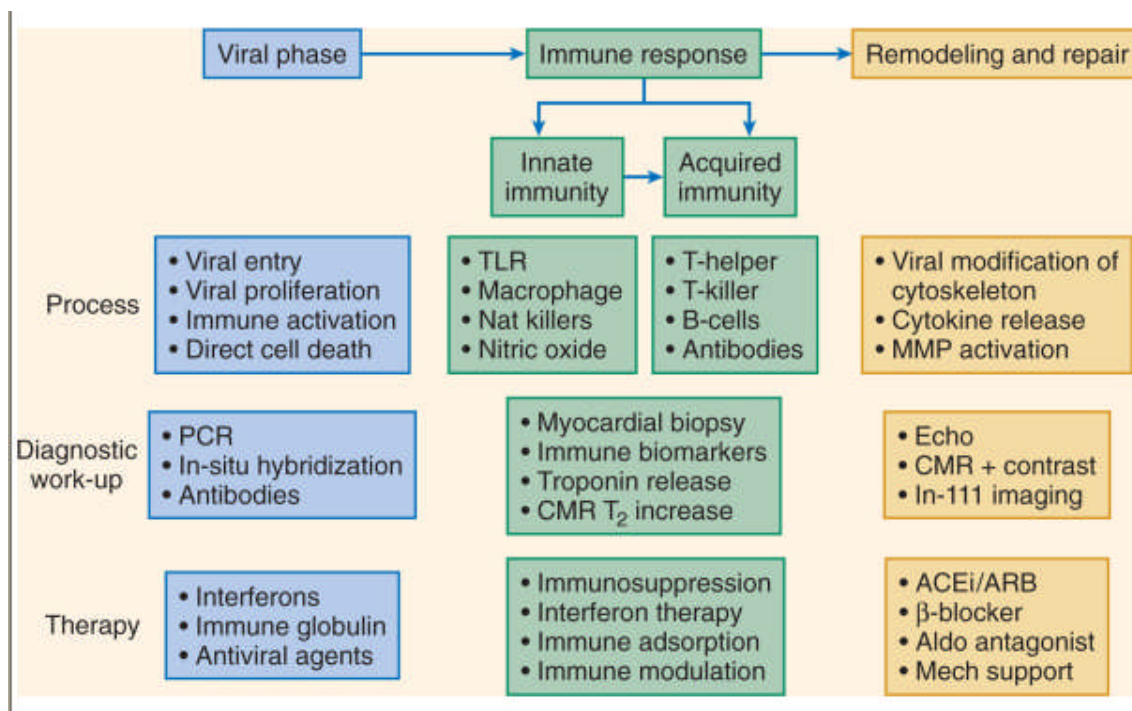 Viral phase
Immune response
Remodeling and repair
Innate
immunity
Acquired
immunity
Process
• Viral entry
• Viral proliferation
• Immune activation
• Direct cell death
• TLR
• Macrophage
• Nat killers
• Nitric oxide
• T-helper
• T-killer
• B-cells
• Antibodies
• Viral modification of
cytoskeleton
• Cytokine release
• MMP activation
Diagnostic
work-up
• PCR
• In-situ hybridization
• Antibodies
• Myocardial biopsy
• Immune biomarkers
• Troponin release
• CMR T₂ increase
• Echo
• CMR + contrast
• In-111 imaging
Therapy
• Interferons
• Immune globulin
• Antiviral agents
• Immunosuppression
• Interferon therapy
• Immune adsorption
• Immune modulation
• ACEi/ARB
• β-blocker
• Aldo antagonist
• Mech support